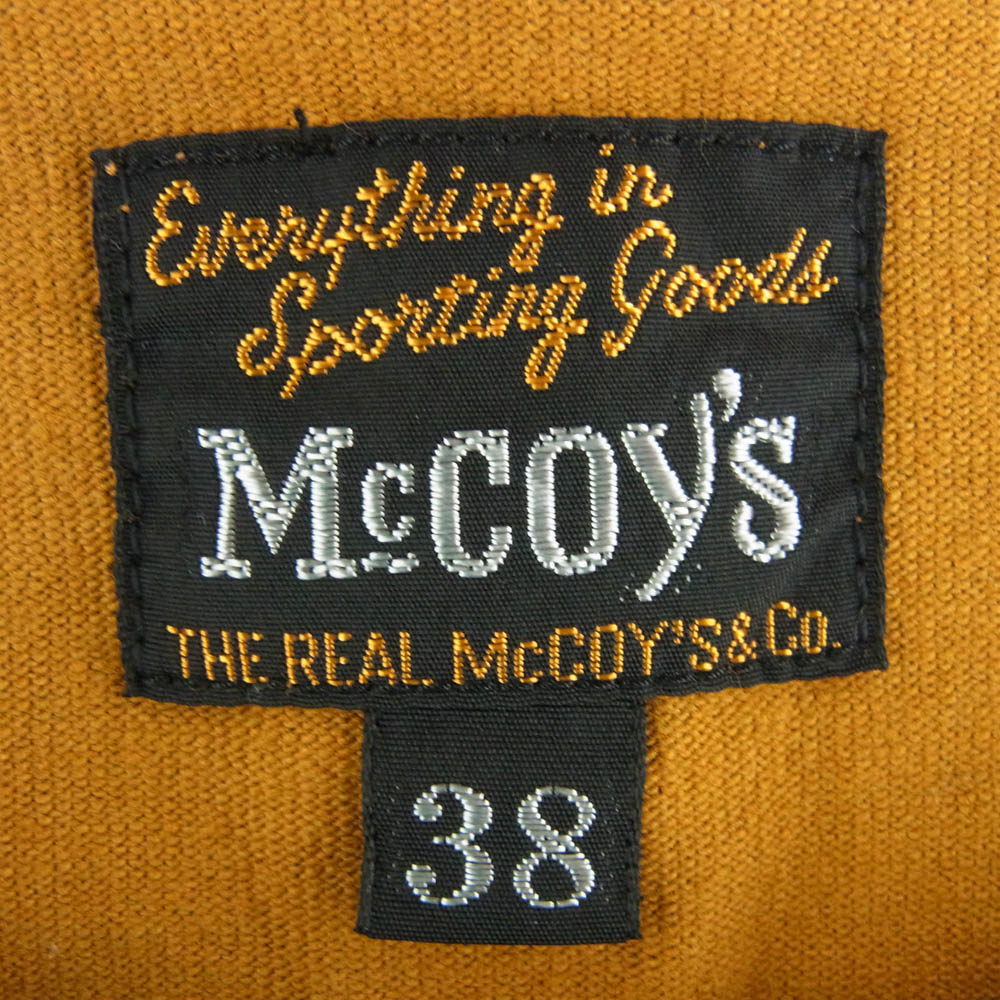 Everything in
Sporting Goods
McCOY's
THE REAL McCOY'S & Co.
38